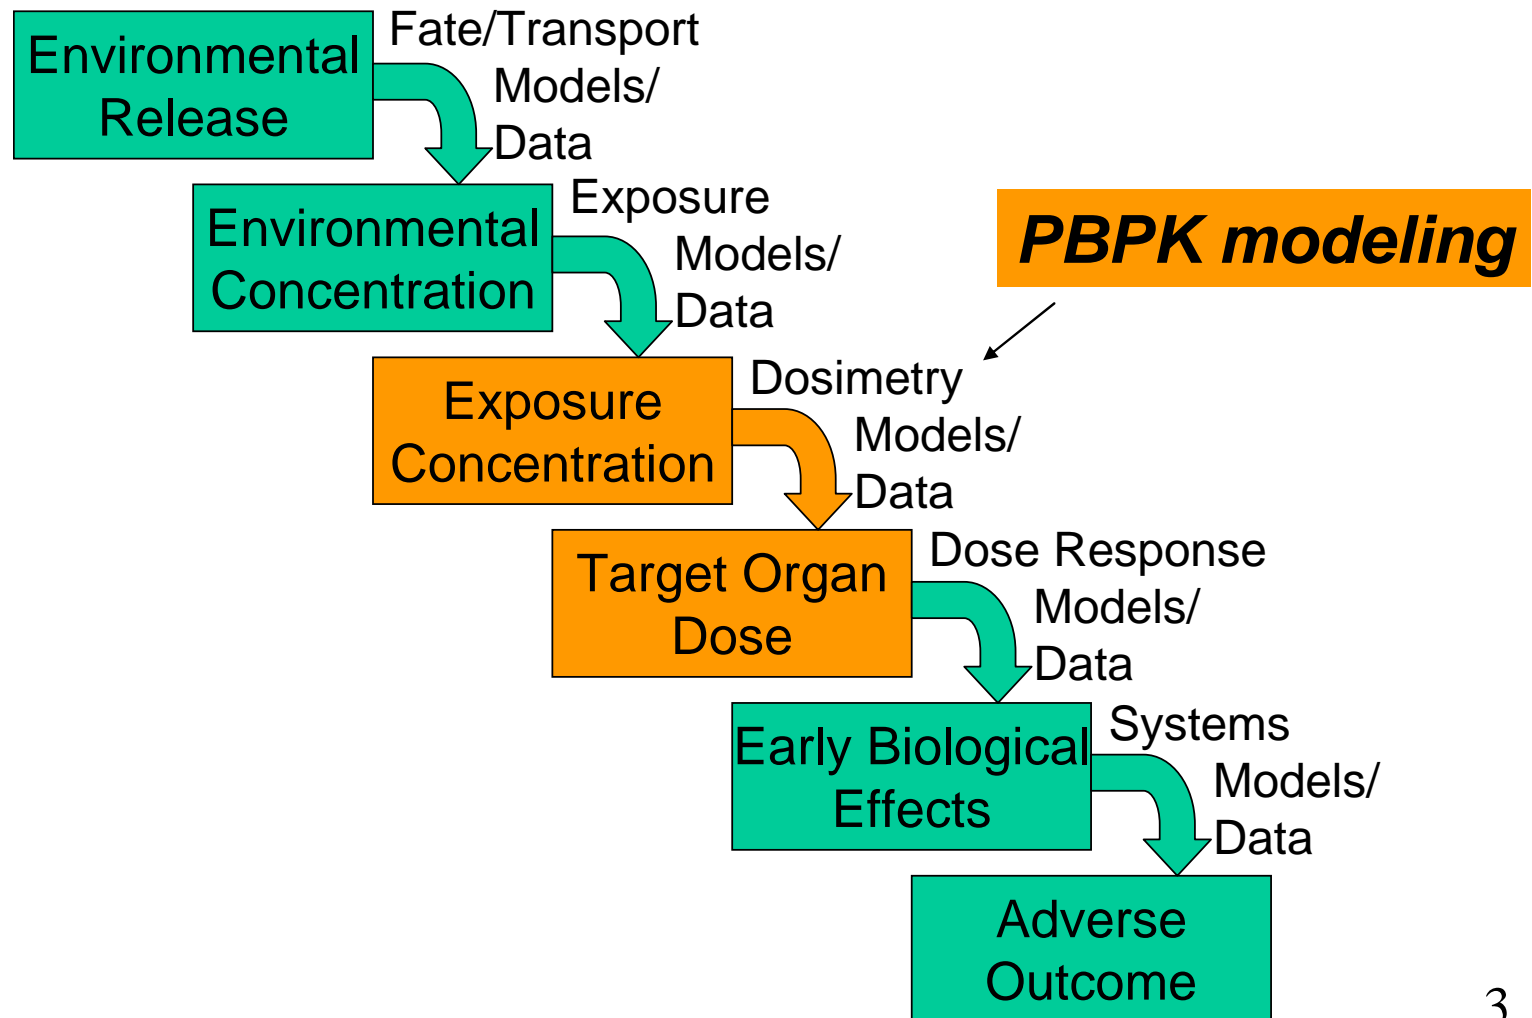 Environmental
Release
Fate/Transport
Models/
Data
Environmental
Concentration
Exposure
Models/
Data
PBPK modeling
Exposure
Concentration
Dosimetry
Models/
Data
Target Organ
Dose
Dose Response
Models/
Data
Early Biological
Effects
Systems
Models/
Data
Adverse
Outcome
3